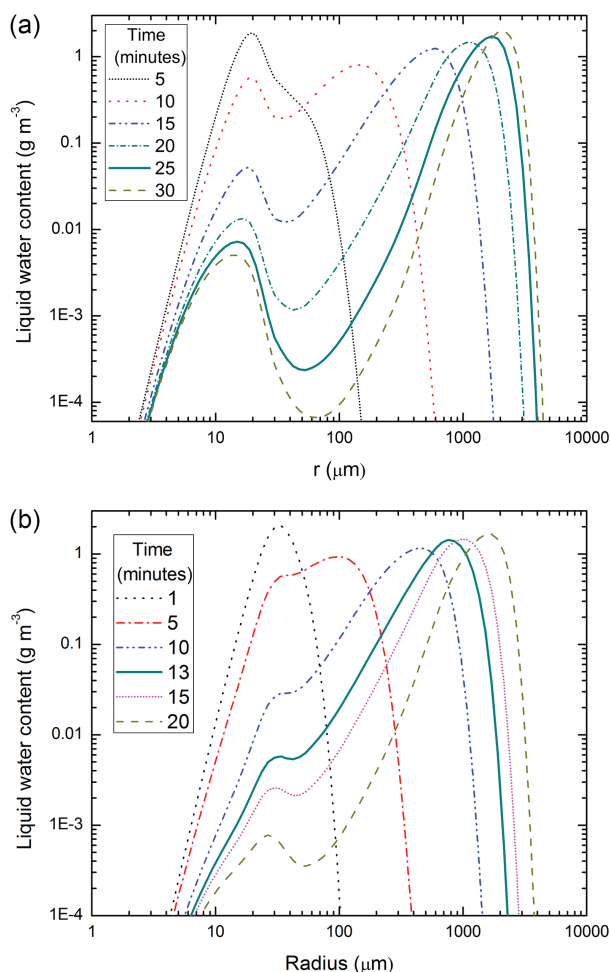 (a)
Time
(minutes)
5
10
15
20
25
30
Liquid water content (g m⁻³)
1
0.1
0.01
1E-3
1E-4
1 10 100 1000 10000
r (μm)
(b)
Time
(minutes)
1
5
10
13
15
20
Liquid water content (g m⁻³)
1
0.1
0.01
1E-3
1E-4
1 10 100 1000 10000
Radius (μm)